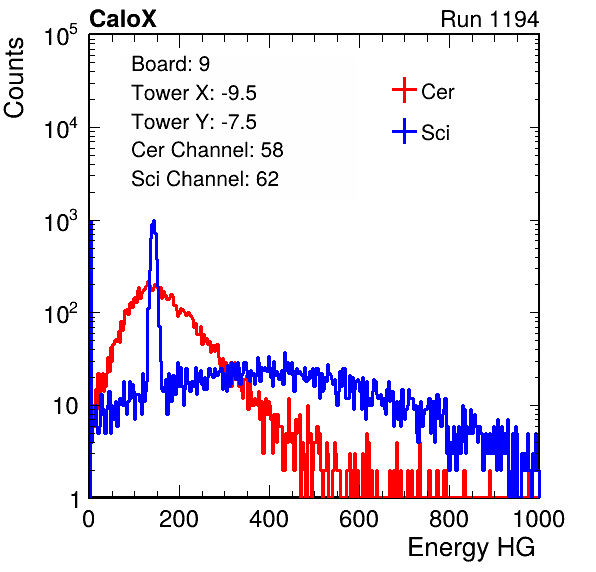 CaloX Run 1194
Counts
Board: 9
Tower X: -9.5
Tower Y: -7.5
Cer Channel: 58
Sci Channel: 62
Cer
Sci
10^5
10^4
10^3
10^2
10
1
0 200 400 600 800 1000
Energy HG